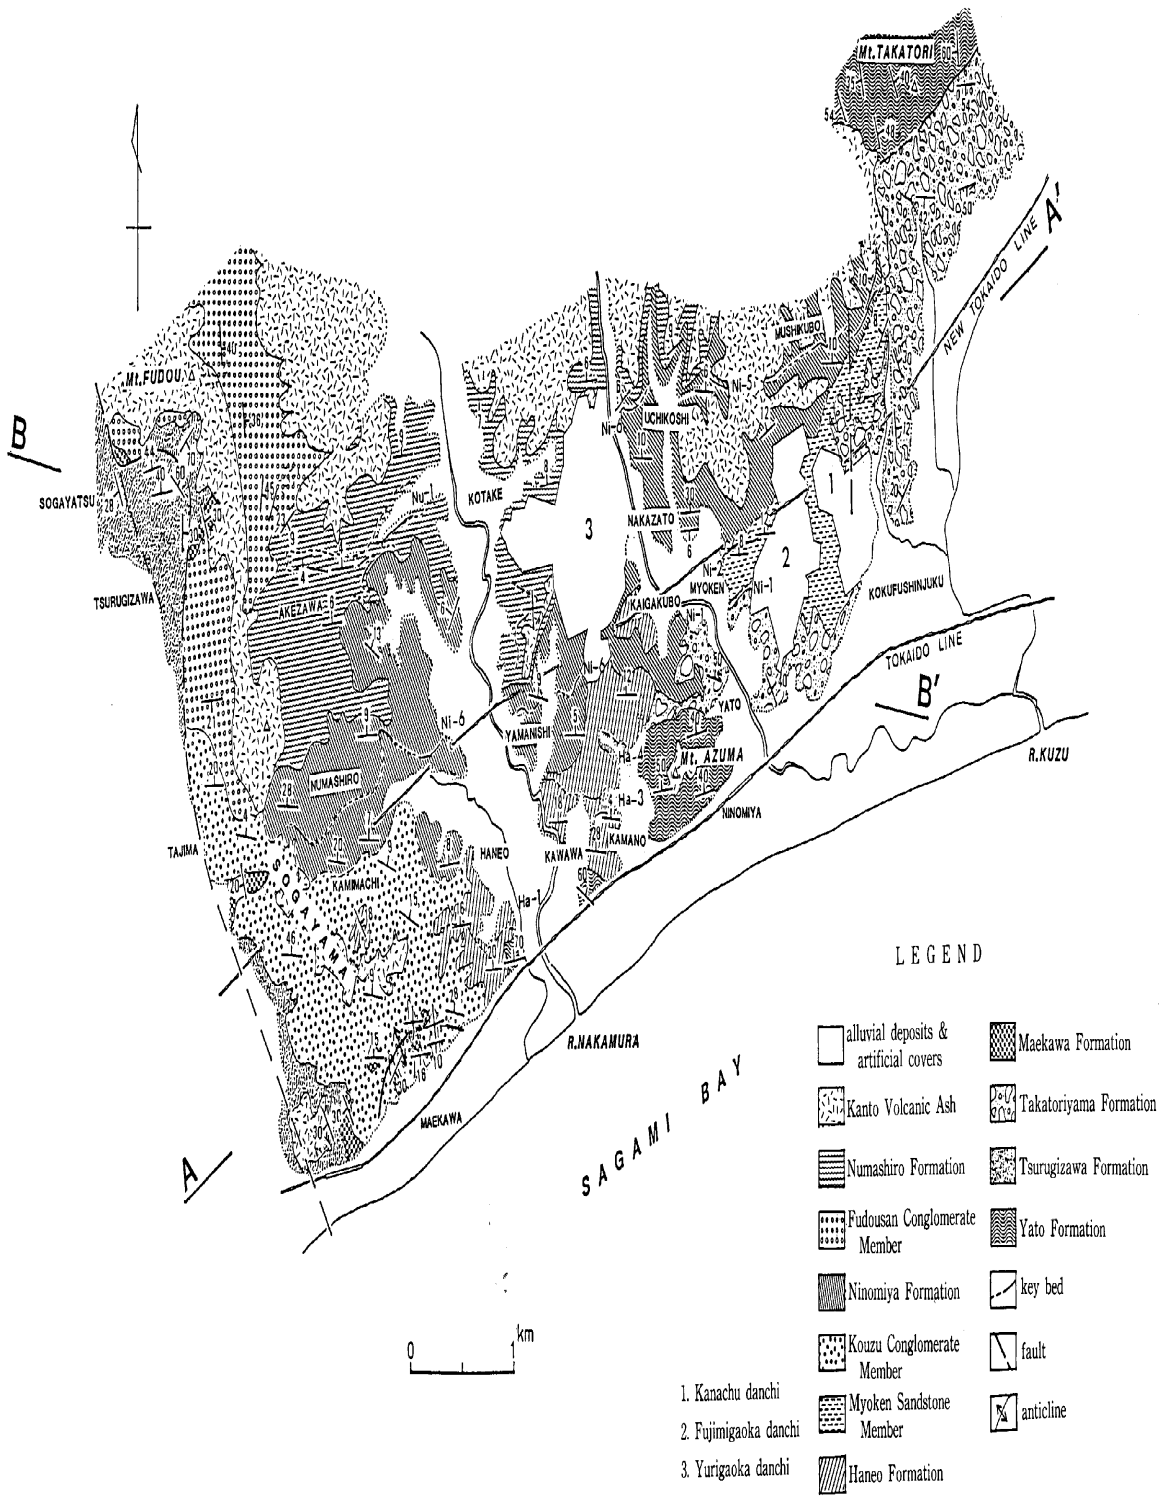 Mt.TAKATORI
A'
NEW TOKAIDO LINE
MUSHIKUBO
Mt.FUDOU
B
Ni-5
UCHIKOSHI
SOGAYATSU
Nu-1
KOTAKE
3
1
NAKAZATO
2
TSURUGIZAWA
AKEZAWA
MYOKEN
Ni-1
KOKUFUSHINJUKU
KAIGAKUBO
Ni-1
TOKAIDO LINE
Ni-6
B'
YATO
Ni-6
YAMANISHI
Mt. AZUMA
R.KUZU
NUMASHIRO
Ha-4
Ha-3
NINOMIYA
TAJIMA
HANEO
KAMANO
KAWAWA
KAMIMACHI
SOGAYAMA
Ha-1
R.NAKAMURA
MAEKAWA
SAGAMI BAY
A
0 1km
LEGEND
alluvial deposits &
artificial covers
Kanto Volcanic Ash
Numashiro Formation
Fudousan Conglomerate
Member
Ninomiya Formation
Kouzu Conglomerate
Member
Myoken Sandstone
Member
Haneo Formation
Maekawa Formation
Takatoriyama Formation
Tsurugizawa Formation
Yato Formation
key bed
fault
anticline
1. Kanachu danchi
2. Fujimigaoka danchi
3. Yurigaoka danchi